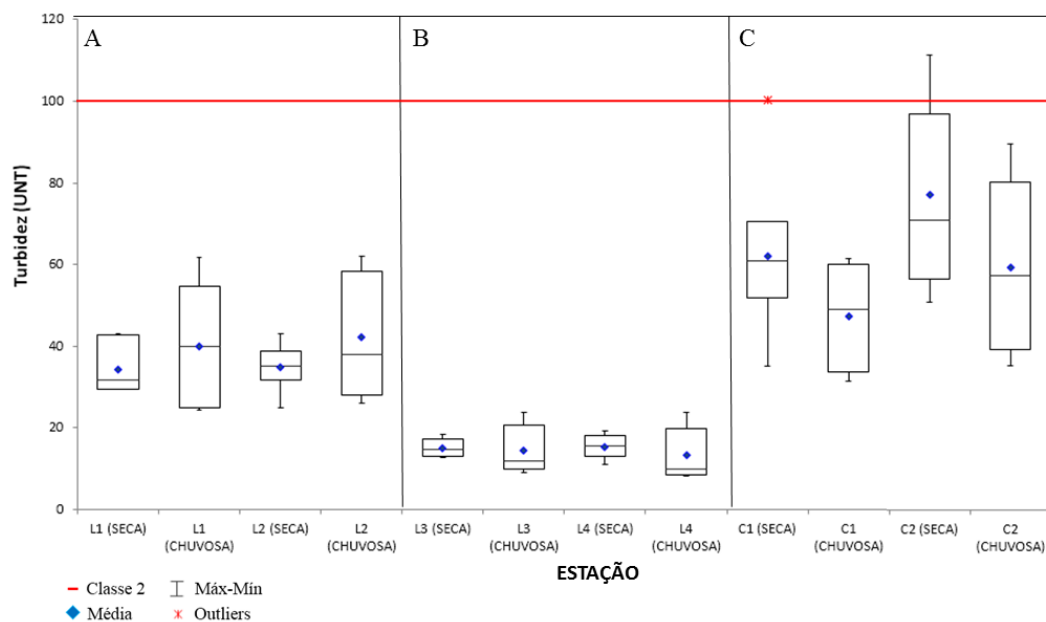 120
100
80
60
40
20
0
Turbidez (UNT)
A
B
C
L1 (SECA)
L1
(CHUVOSA)
L2 (SECA)
L2
(CHUVOSA)
L3 (SECA)
L3
(CHUVOSA)
L4 (SECA)
L4
(CHUVOSA)
C1 (SECA)
C1
(CHUVOSA)
C2 (SECA)
C2
(CHUVOSA)
ESTAÇÃO
Classe 2
Máx-Mín
Média
Outliers